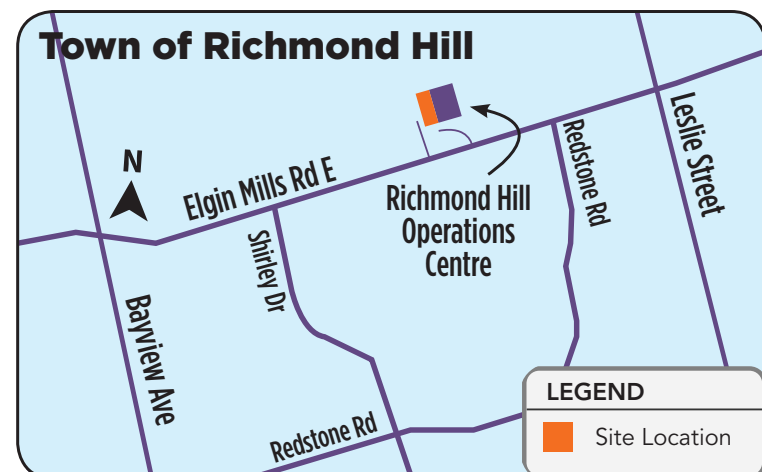 Town of Richmond Hill
N
Elgin Mills Rd E
Richmond Hill
Operations
Centre
Redstone Rd
Leslie Street
Shirley Dr
Bayview Ave
Redstone Rd
LEGEND
Site Location